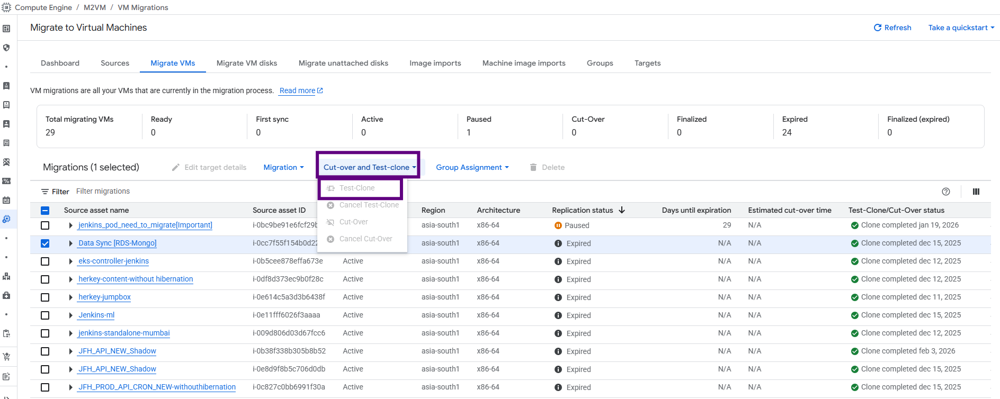 Compute Engine / M2VM / VM Migrations
Migrate to Virtual Machines Refresh Take a quickstart
Dashboard Sources Migrate VMs Migrate VM disks Migrate unattached disks Image imports Machine image imports Groups Targets
VM migrations are all your VMs that are currently in the migration process. Read more
Total migrating VMs Ready First sync Active Paused Cut-Over Finalized Expired Finalized (expired)
29 0 0 0 1 0 0 24 0
Migrations (1 selected) Edit target details Migration Cut-over and Test-clone Group Assignment Delete
Test-Clone
Filter Filter migrations
Cancel Test-Clone
Source asset name Source asset ID Region Architecture Replication status Days until expiration Estimated cut-over time Test-Clone/Cut-Over status
Cut-Over
jenkins_pod_need_to_migrate[Important] i-0bc9be91e6fcf29b asia-south1 x86-64 Paused 29 N/A Clone completed jan 19, 2026
Cancel Cut-Over
Data Sync [RDS-Mongo] i-0cc7f55f154b0d22 asia-south1 x86-64 Expired N/A N/A Clone completed dec 15, 2025
eks-controller-jenkins i-0b5cee878effa673e Active asia-south1 x86-64 Expired N/A N/A Clone completed dec 12, 2025
herkey-content-without hibernation i-0df8d373ec9b0f28c Active asia-south1 x86-64 Expired N/A N/A Clone completed dec 12, 2025
herkey-jumpbox i-0e614c5a3d3b6438f Active asia-south1 x86-64 Expired N/A N/A Clone completed dec 11, 2025
Jenkins-ml i-0e11fff6026f3aaaa Active asia-south1 x86-64 Expired N/A N/A Clone completed dec 15, 2025
jenkins-standalone-mumbai i-009d806d03d67fcc6 Active asia-south1 x86-64 Expired N/A N/A Clone completed dec 12, 2025
JFH_API_NEW_Shadow i-0b38f338b305b8b52 Active asia-south1 x86-64 Expired N/A N/A Clone completed feb 3, 2026
JFH_API_NEW_Shadow i-0e8d9f8b5c706d0db Active asia-south1 x86-64 Expired N/A N/A Clone completed dec 15, 2025
JFH_PROD_API_CRON_NEW-withouthibernation i-0c827c0bb6991f30a Active asia-south1 x86-64 Expired N/A N/A Clone completed dec 15, 2025